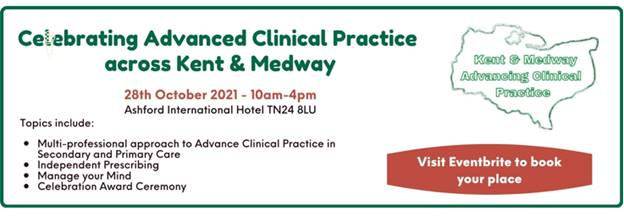 Celebrating Advanced Clinical Practice
across Kent & Medway
28th October 2021 - 10am-4pm
Ashford International Hotel TN24 8LU
Topics include:
• Multi-professional approach to Advance Clinical Practice in
Secondary and Primary Care
• Independent Prescribing
• Manage your Mind
• Celebration Award Ceremony
Kent & Medway
Advancing Clinical
Practice
Visit Eventbrite to book
your place